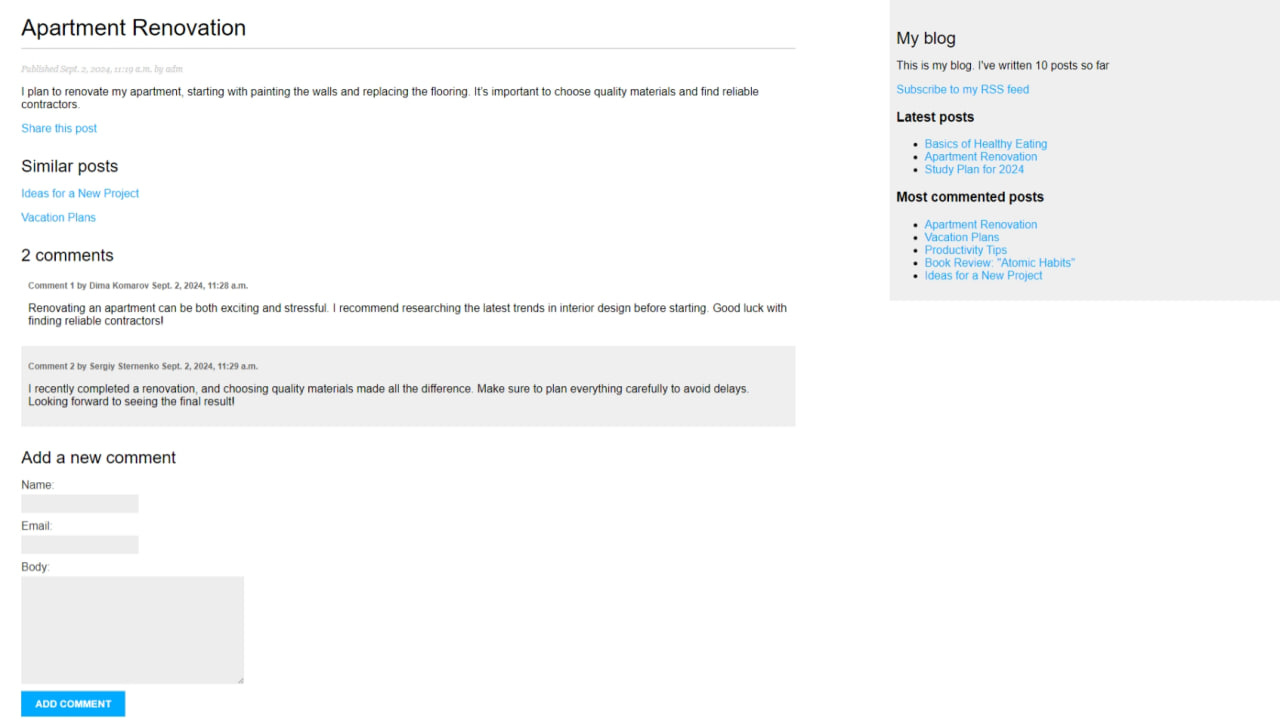 Apartment Renovation
Published Sept. 2, 2024, 11:19 a.m. by adm
I plan to renovate my apartment, starting with painting the walls and replacing the flooring. It's important to choose quality materials and find reliable
contractors.
Share this post
Similar posts
Ideas for a New Project
Vacation Plans
2 comments
Comment 1 by Dima Komarov Sept. 2, 2024, 11:28 a.m.
Renovating an apartment can be both exciting and stressful. I recommend researching the latest trends in interior design before starting. Good luck with
finding reliable contractors!
Comment 2 by Sergiy Sternenko Sept. 2, 2024, 11:29 a.m.
I recently completed a renovation, and choosing quality materials made all the difference. Make sure to plan everything carefully to avoid delays.
Looking forward to seeing the final result!
Add a new comment
Name:
Email:
Body:
ADD COMMENT
My blog
This is my blog. I've written 10 posts so far
Subscribe to my RSS feed
Latest posts
Basics of Healthy Eating
Apartment Renovation
Study Plan for 2024
Most commented posts
Apartment Renovation
Vacation Plans
Productivity Tips
Book Review: "Atomic Habits"
Ideas for a New Project